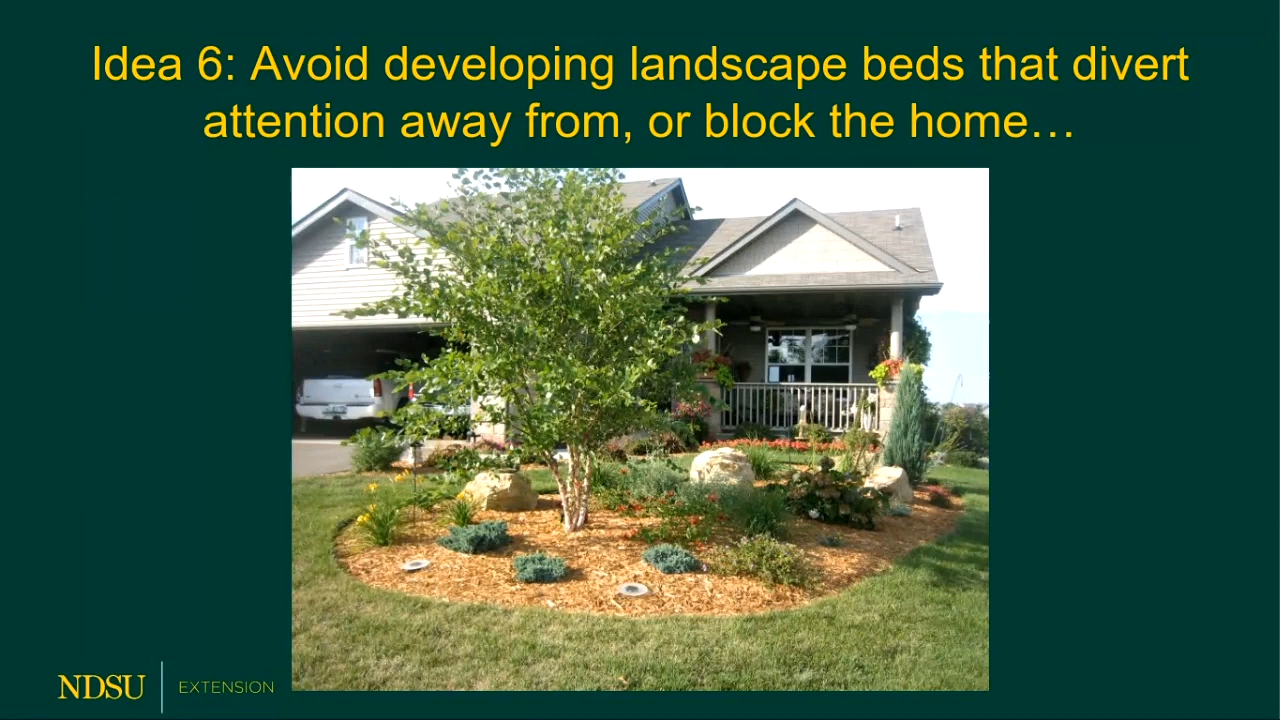 Idea 6: Avoid developing landscape beds that divert
attention away from, or block the home…
NDSU EXTENSION